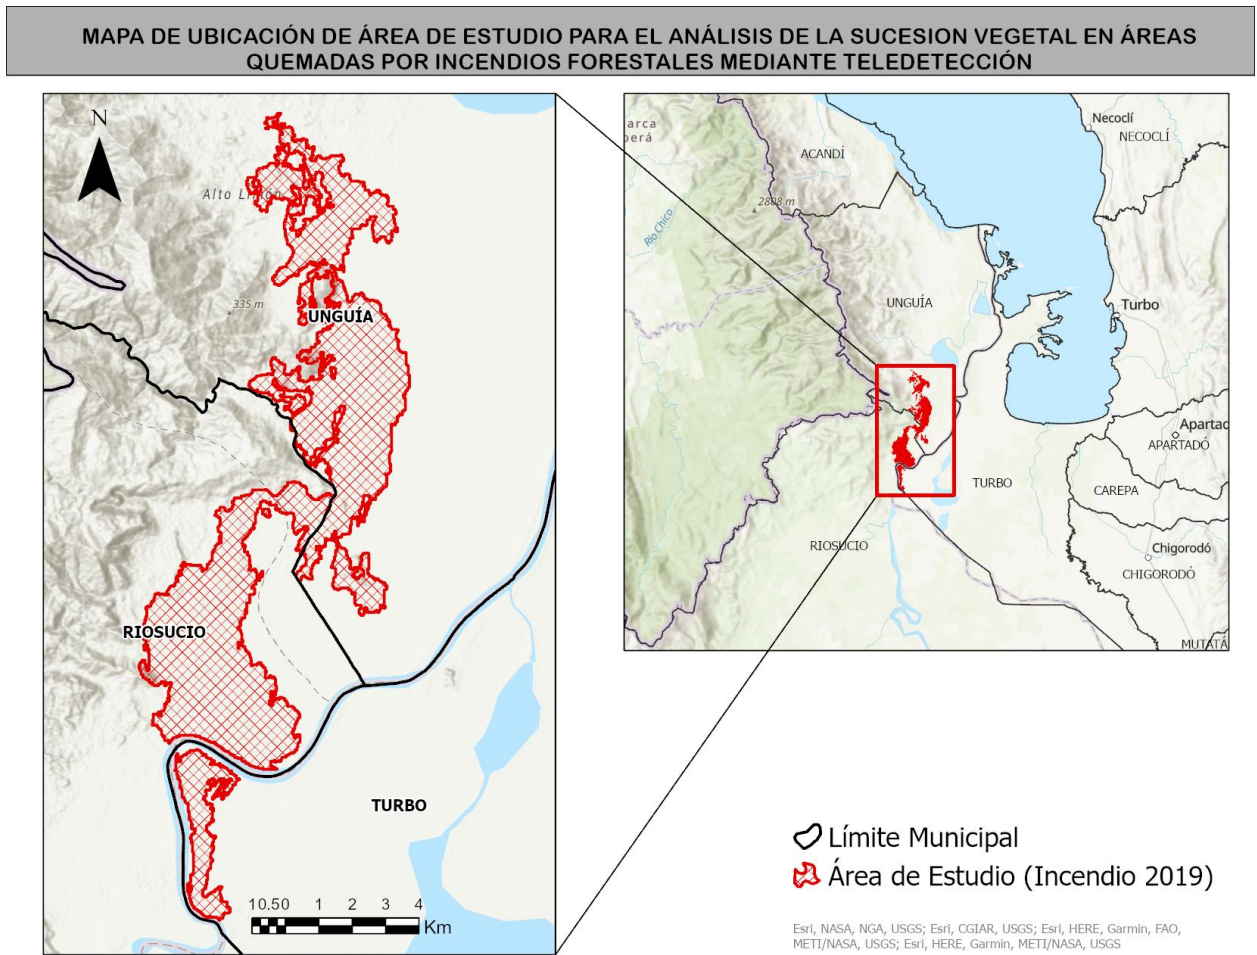 MAPA DE UBICACIÓN DE ÁREA DE ESTUDIO PARA EL ANÁLISIS DE LA SUCESION VEGETAL EN ÁREAS
QUEMADAS POR INCENDIOS FORESTALES MEDIANTE TELEDETECCIÓN
N
Alto Limón
335 m
UNGUÍA
RIOSUCIO
TURBO
10.50 1 2 3 4
Km
arca
perá
ACANDÍ
Necoclí
NECOCLÍ
2808 m
Río Chico
UNGUÍA
Turbo
Apartad
APARTADÓ
TURBO
CAREPA
RIOSUCIO
Chigorodó
CHIGORODÓ
MUTATÁ
Límite Municipal
Área de Estudio (Incendio 2019)
Esri, NASA, NGA, USGS; Esri, CGIAR, USGS; Esri, HERE, Garmin, FAO,
METI/NASA, USGS; Esri, HERE, Garmin, METI/NASA, USGS